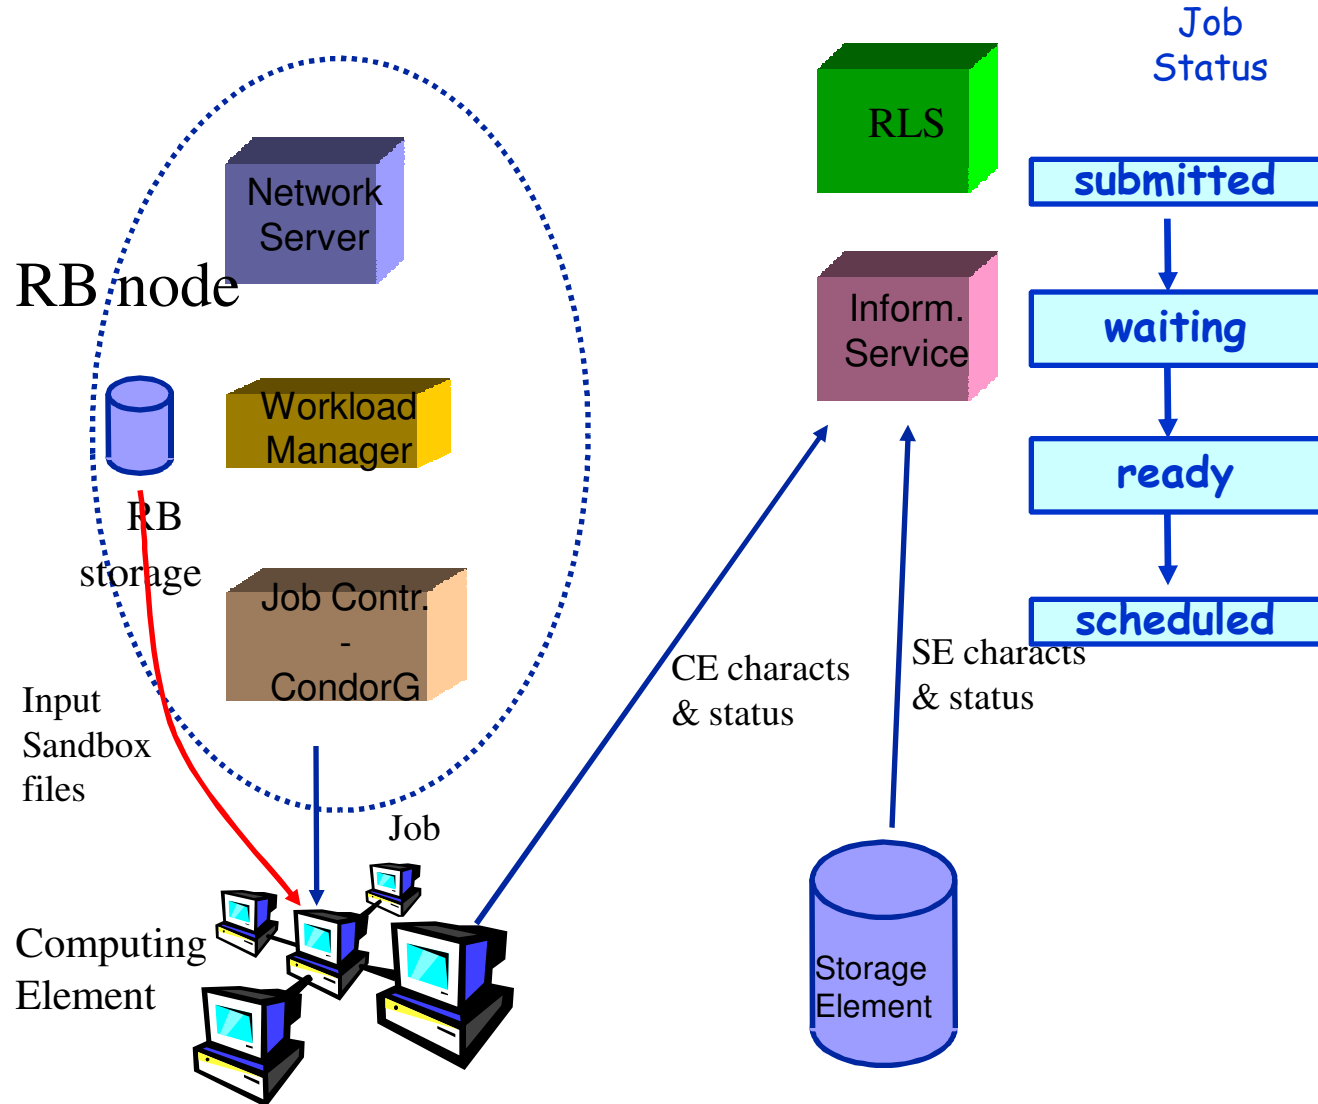 Job
Status
RLS
submitted
Network
Server
RB node
Inform.
Service
waiting
Workload
Manager
ready
RB
storage
Job Contr.
-
CondorG
scheduled
CE characts
& status
SE characts
& status
Input
Sandbox
files
Job
Computing
Element
Storage
Element